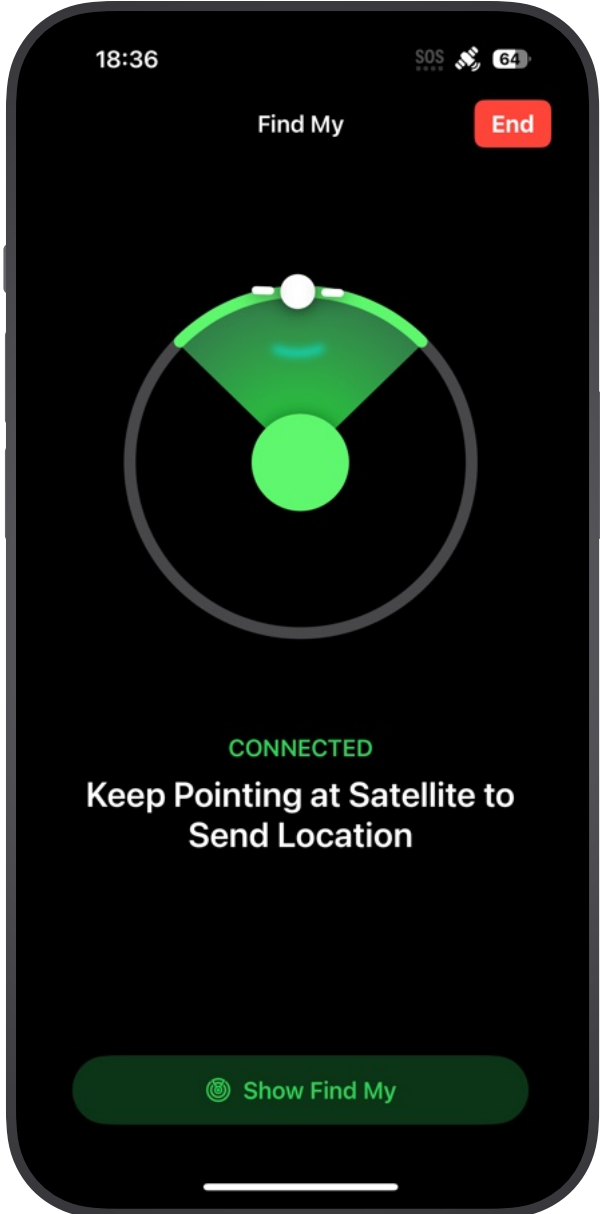 18:36
SOS
64
Find My
End
CONNECTED
Keep Pointing at Satellite to
Send Location
Show Find My